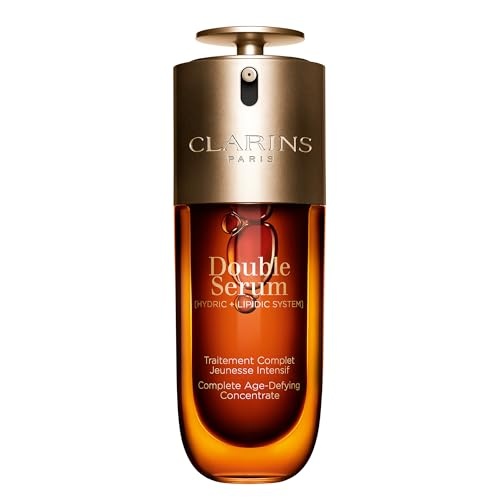 CLARINS
PARIS
Double
Serum
[HYDRIC + LIPIDIC SYSTEM]
Traitement Complet
Jeunesse Intensif
Complete Age-Defying
Concentrate